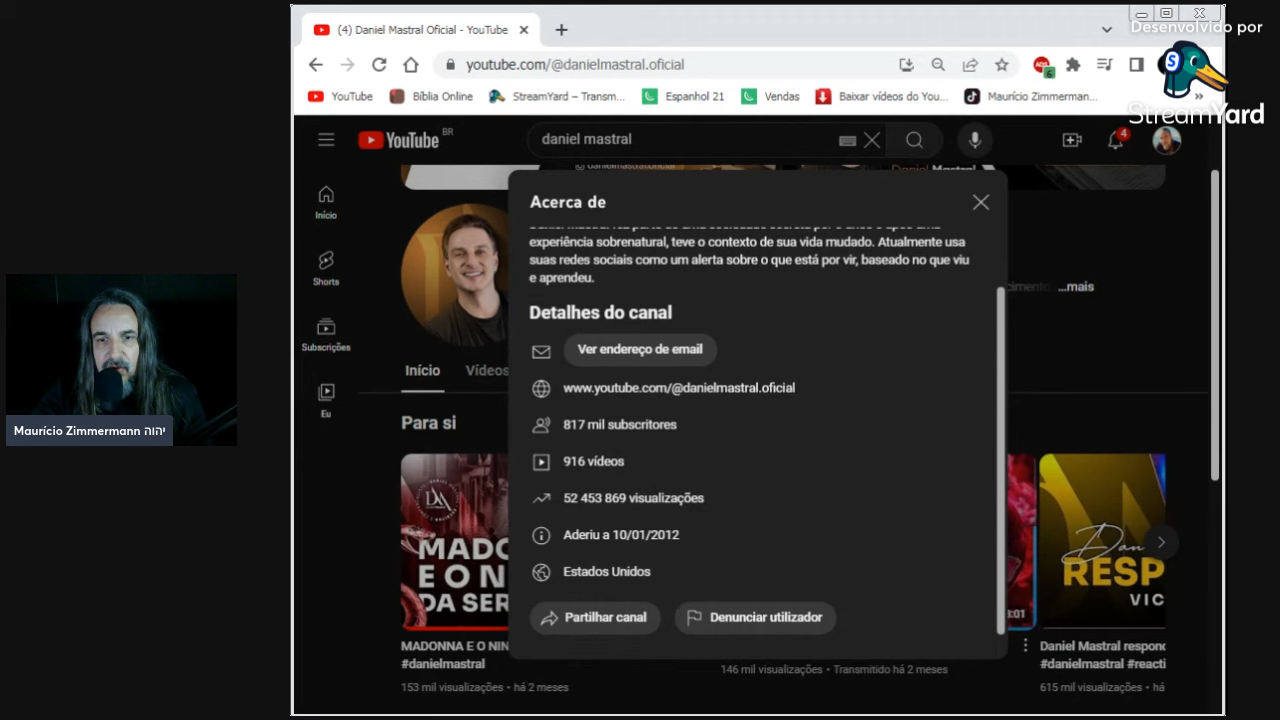 (4) Daniel Mastral Oficial - YouTube
Desenvolvido por
StreamYard
youtube.com/@danielmastral.oficial
YouTube
Bíblia Online
StreamYard – Transm...
Espanhol 21
Vendas
Baixar vídeos do You...
Maurício Zimmerman...
»
YouTube BR
daniel mastral
4
Início
Shorts
Subscrições
Eu
Acerca de
experiência sobrenatural, teve o contexto de sua vida mudado. Atualmente usa
suas redes sociais como um alerta sobre o que está por vir, baseado no que viu
e aprendeu.
...mais
Detalhes do canal
Ver endereço de email
www.youtube.com/@danielmastral.oficial
817 mil subscritores
916 vídeos
52 453 869 visualizações
Aderiu a 10/01/2012
Estados Unidos
Partilhar canal
Denunciar utilizador
Início
Vídeos
Para si
MADO
E O N
DA SER
MADONNA E O NIN
#danielmastral
153 mil visualizações • há 2 meses
3:01
146 mil visualizações • Transmitido há 2 meses
Dan
RESP
VIC
Daniel Mastral respond
#danielmastral #reacti
615 mil visualizações • há
Maurício Zimmermann יהוה